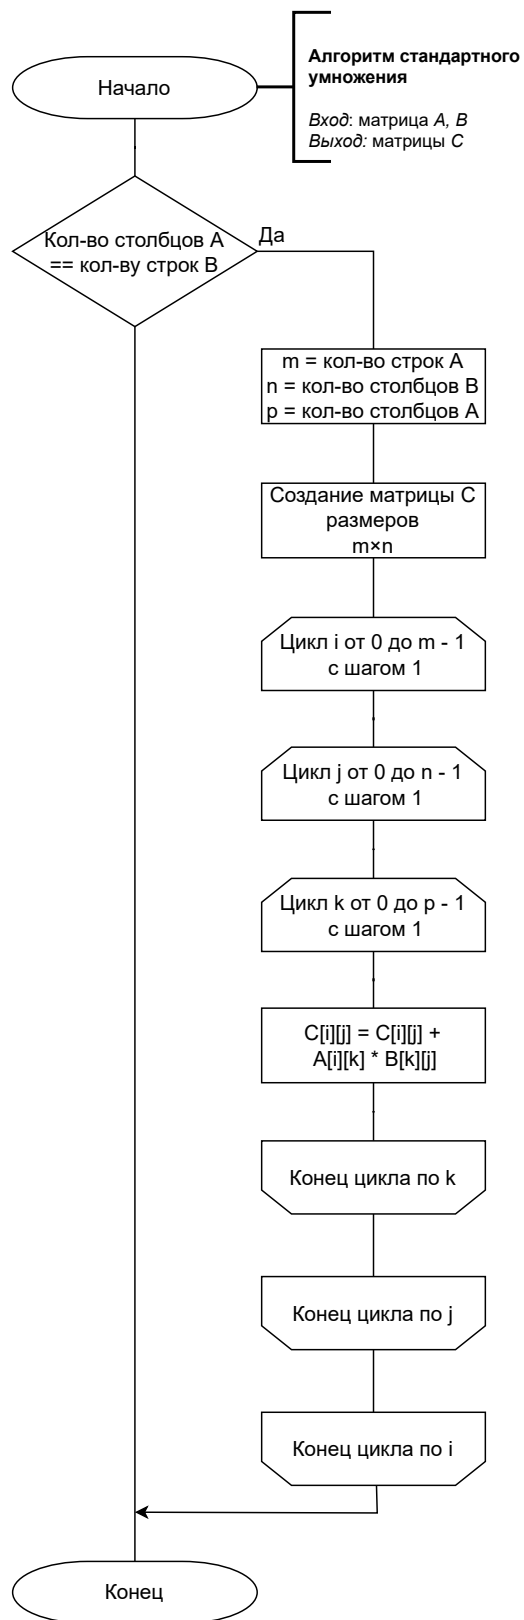 Алгоритм стандартного
умножения
Вход: матрица A, B
Выход: матрицы C
Начало
Кол-во столбцов A
== кол-ву строк B
Да
m = кол-во строк A
n = кол-во столбцов B
p = кол-во столбцов A
Создание матрицы C
размеров
m×n
Цикл i от 0 до m - 1
с шагом 1
Цикл j от 0 до n - 1
с шагом 1
Цикл k от 0 до p - 1
с шагом 1
C[i][j] = C[i][j] +
A[i][k] * B[k][j]
Конец цикла по k
Конец цикла по j
Конец цикла по i
Конец